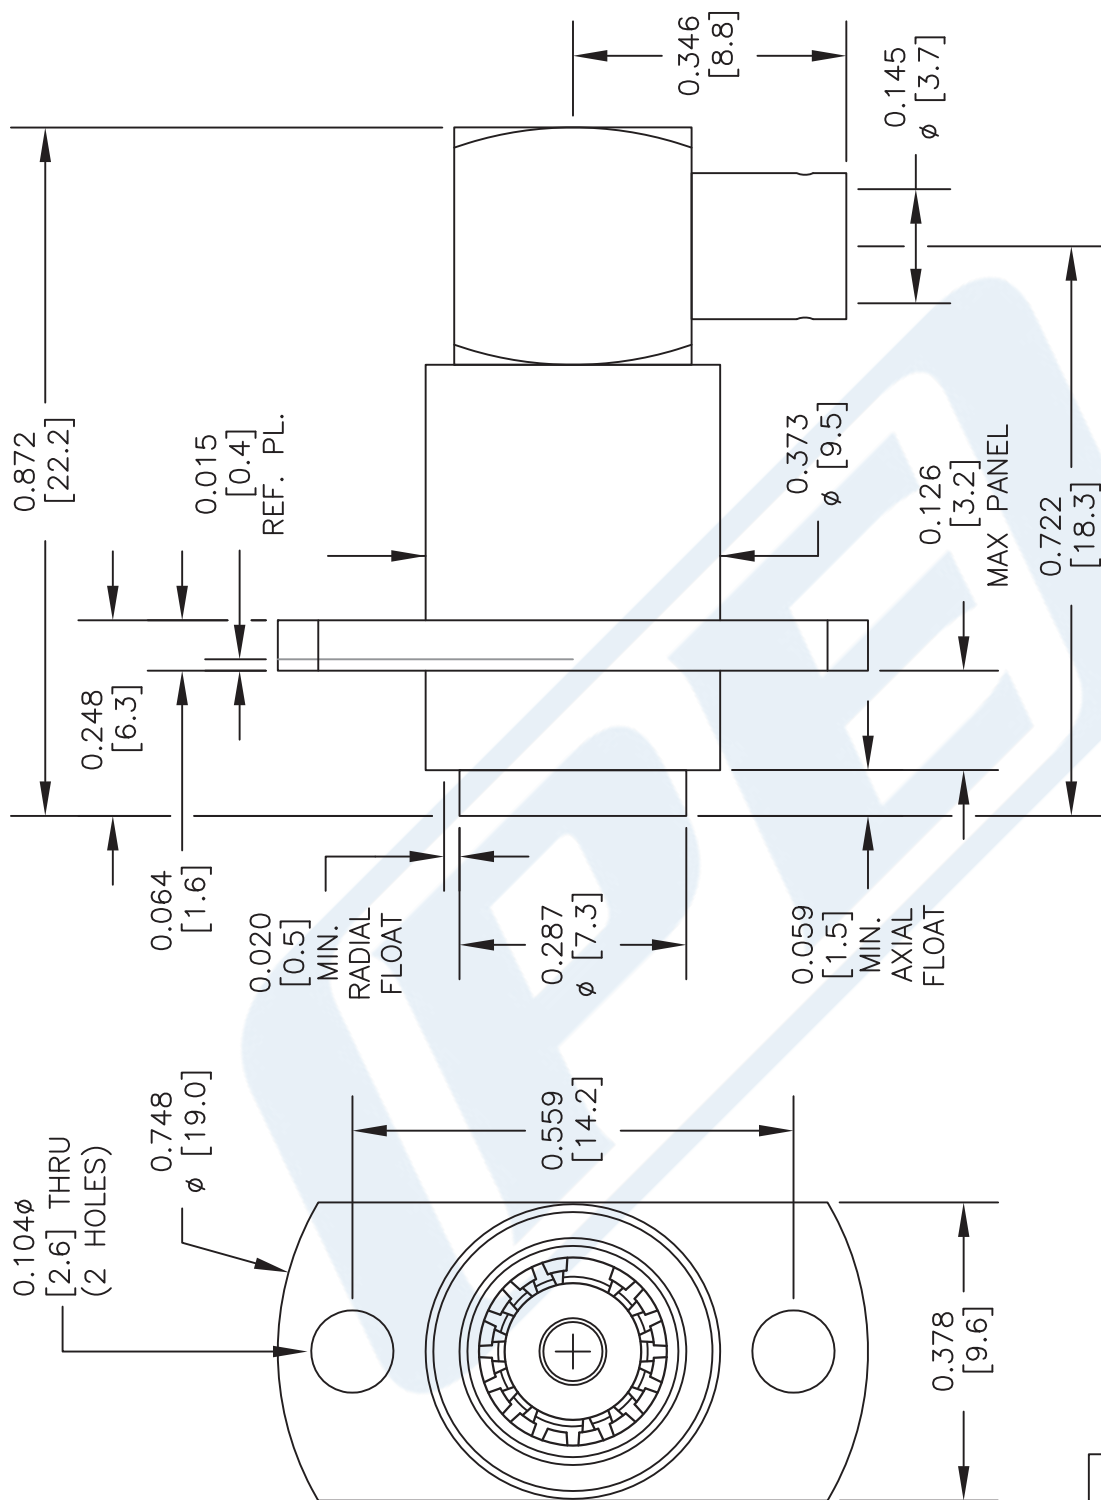 0.104ø
[2.6] THRU
(2 HOLES)
0.748
ø [19.0]
0.559
[14.2]
0.378
[9.6]
0.872
[22.2]
0.248
[6.3]
0.064
[1.6]
0.015
[0.4]
REF. PL.
0.020
[0.5]
MIN.
RADIAL
FLOAT
0.287
ø [7.3]
0.059
[1.5]
MIN.
AXIAL
FLOAT
0.373
ø [9.5]
0.126
[3.2]
MAX PANEL
0.722
[18.3]
0.346
[8.8]
0.145
ø [3.7]
PE